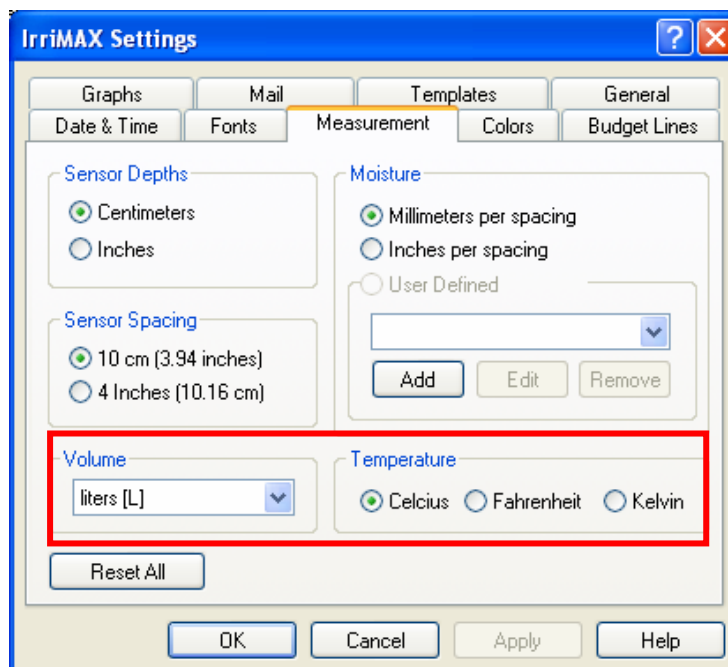 IrriMAX Settings
Graphs Mail Templates General
Date & Time Fonts Measurement Colors Budget Lines
Sensor Depths
Centimeters
Inches
Moisture
Millimeters per spacing
Inches per spacing
User Defined
Add Edit Remove
Sensor Spacing
10 cm (3.94 inches)
4 Inches (10.16 cm)
Volume
liters [L]
Temperature
Celcius Fahrenheit Kelvin
Reset All
OK Cancel Apply Help